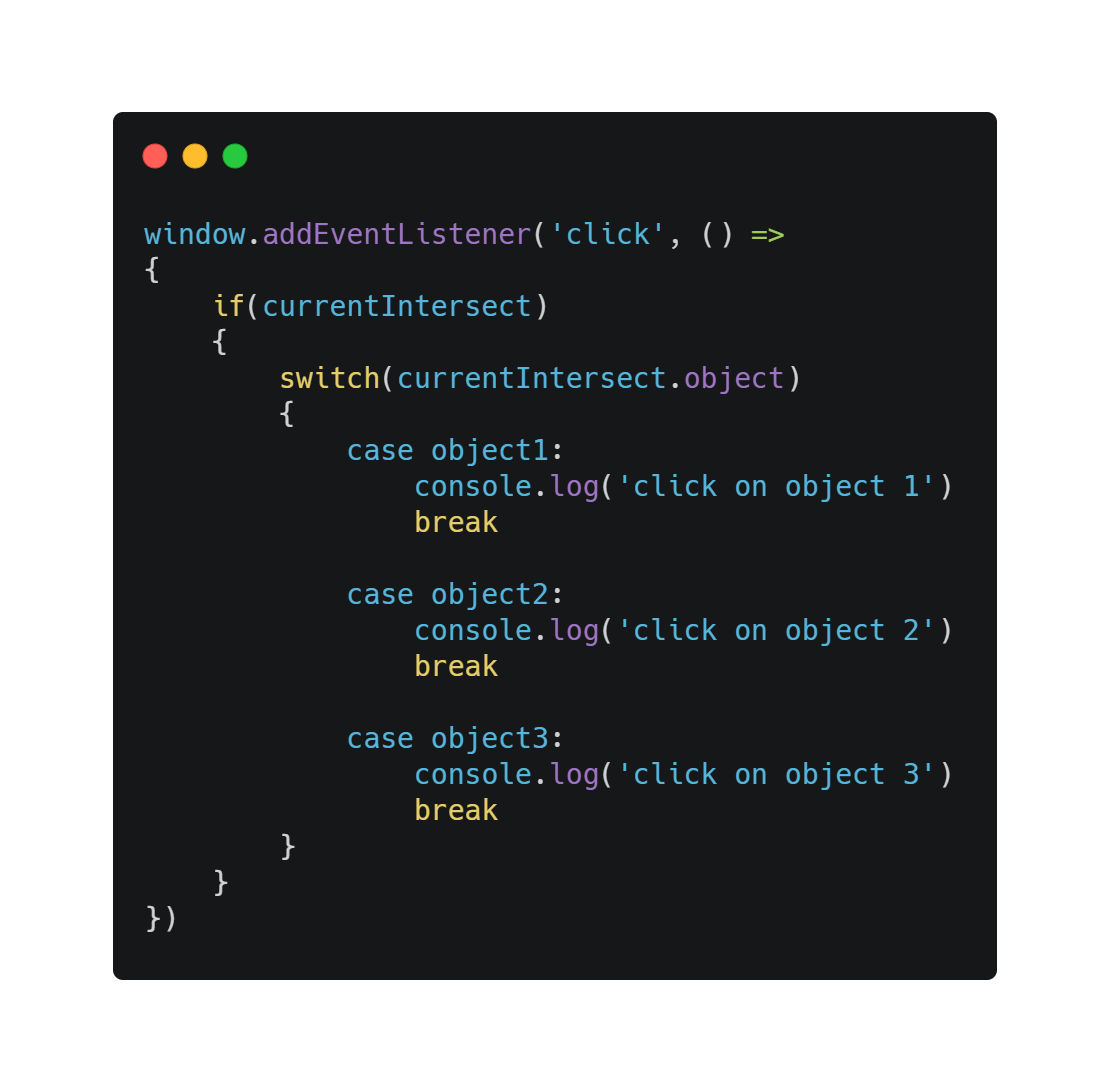 window.addEventListener('click', () =>
{
    if(currentIntersect)
    {
        switch(currentIntersect.object)
        {
            case object1:
                console.log('click on object 1')
                break

            case object2:
                console.log('click on object 2')
                break

            case object3:
                console.log('click on object 3')
                break
        }
    }
})